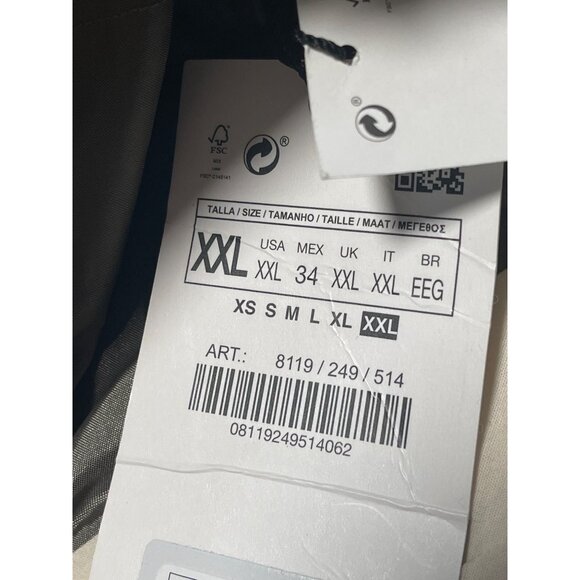 FSC
®
TALLA / SIZE / TAMANHO / TAILLE / MAAT / ΜΕΓΕΘΟΣ
XXL
USA MEX UK IT BR
XXL 34 XXL XXL EEG
XS S M L XL XXL
ART.: 8119 / 249 / 514
08119249514062